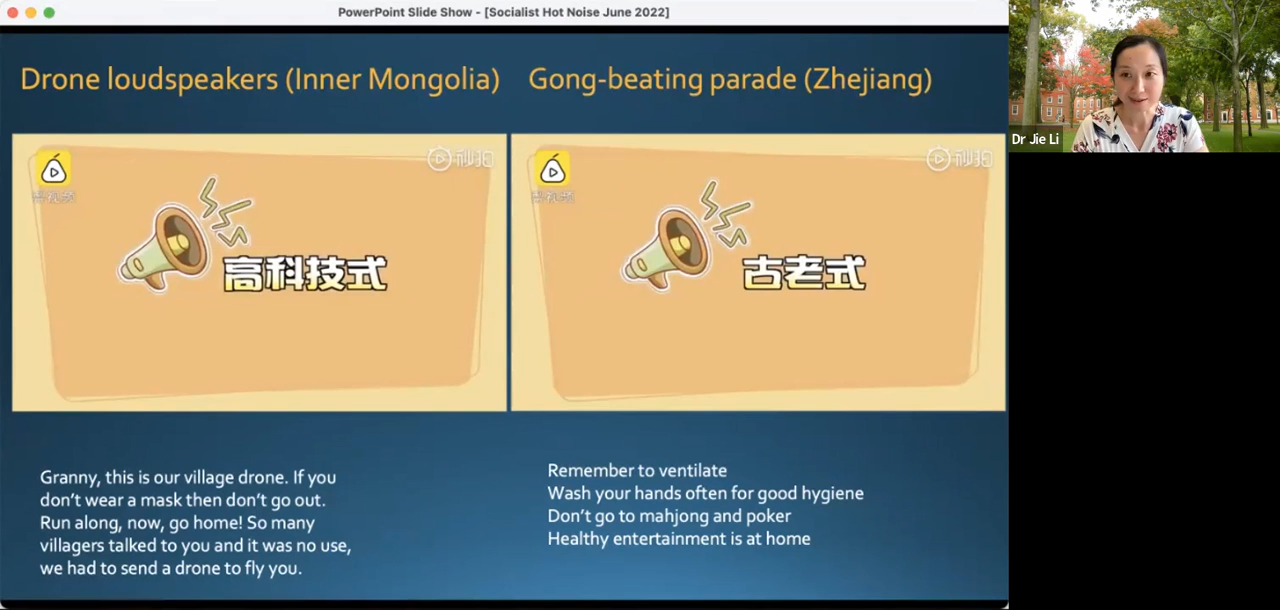 PowerPoint Slide Show - [Socialist Hot Noise June 2022]
Drone loudspeakers (Inner Mongolia)
Gong-beating parade (Zhejiang)
秒拍
高科技式
秒拍
古老式
Granny, this is our village drone. If you
don't wear a mask then don't go out.
Run along, now, go home! So many
villagers talked to you and it was no use,
we had to send a drone to fly you.
Remember to ventilate
Wash your hands often for good hygiene
Don't go to mahjong and poker
Healthy entertainment is at home
Dr Jie Li